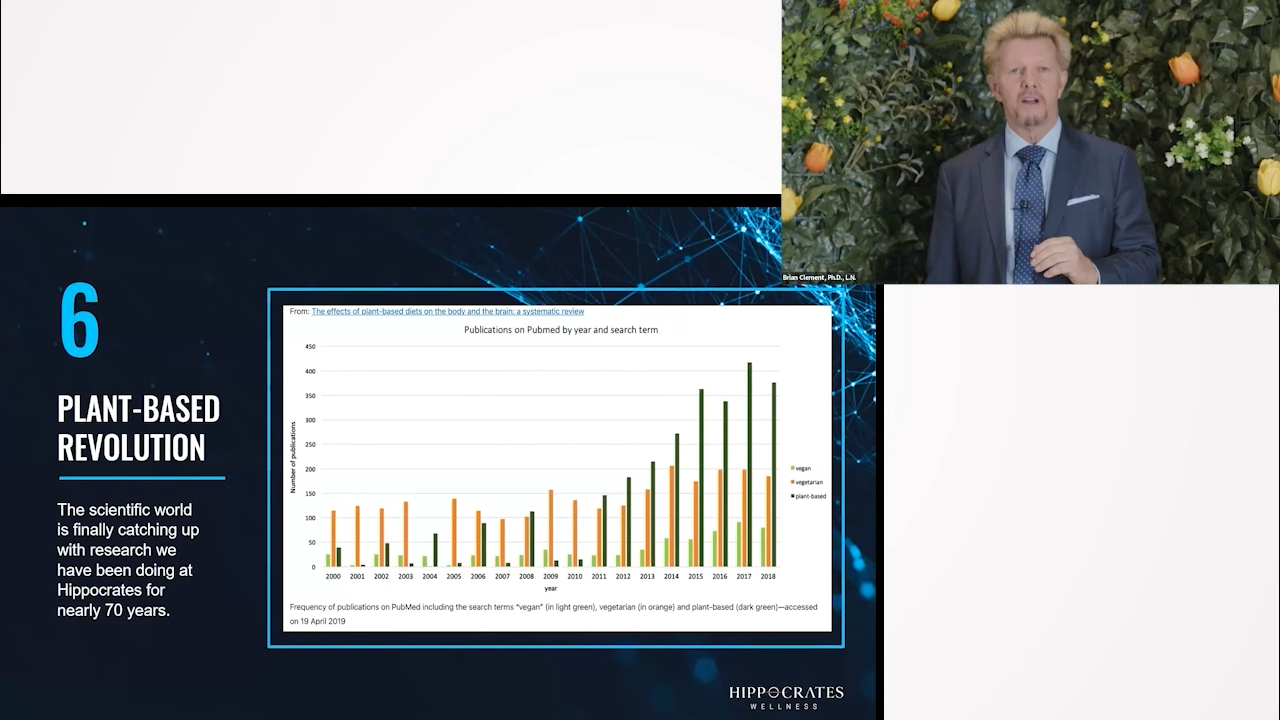 Brian Clement, Ph.D., L.N.
6
PLANT-BASED
REVOLUTION
The scientific world
is finally catching up
with research we
have been doing at
Hippocrates for
nearly 70 years.
From: The effects of plant-based diets on the body and the brain: a systematic review
Publications on Pubmed by year and search term
450
400
350
300
250
200
150
100
50
0
Number of publications
2000 2001 2002 2003 2004 2005 2006 2007 2008 2009 2010 2011 2012 2013 2014 2015 2016 2017 2018
year
vegan
vegetarian
plant-based
Frequency of publications on PubMed including the search terms "vegan" (in light green), vegetarian (in orange) and plant-based (dark green)—accessed
on 19 April 2019
HIPPOCRATES
WELLNESS